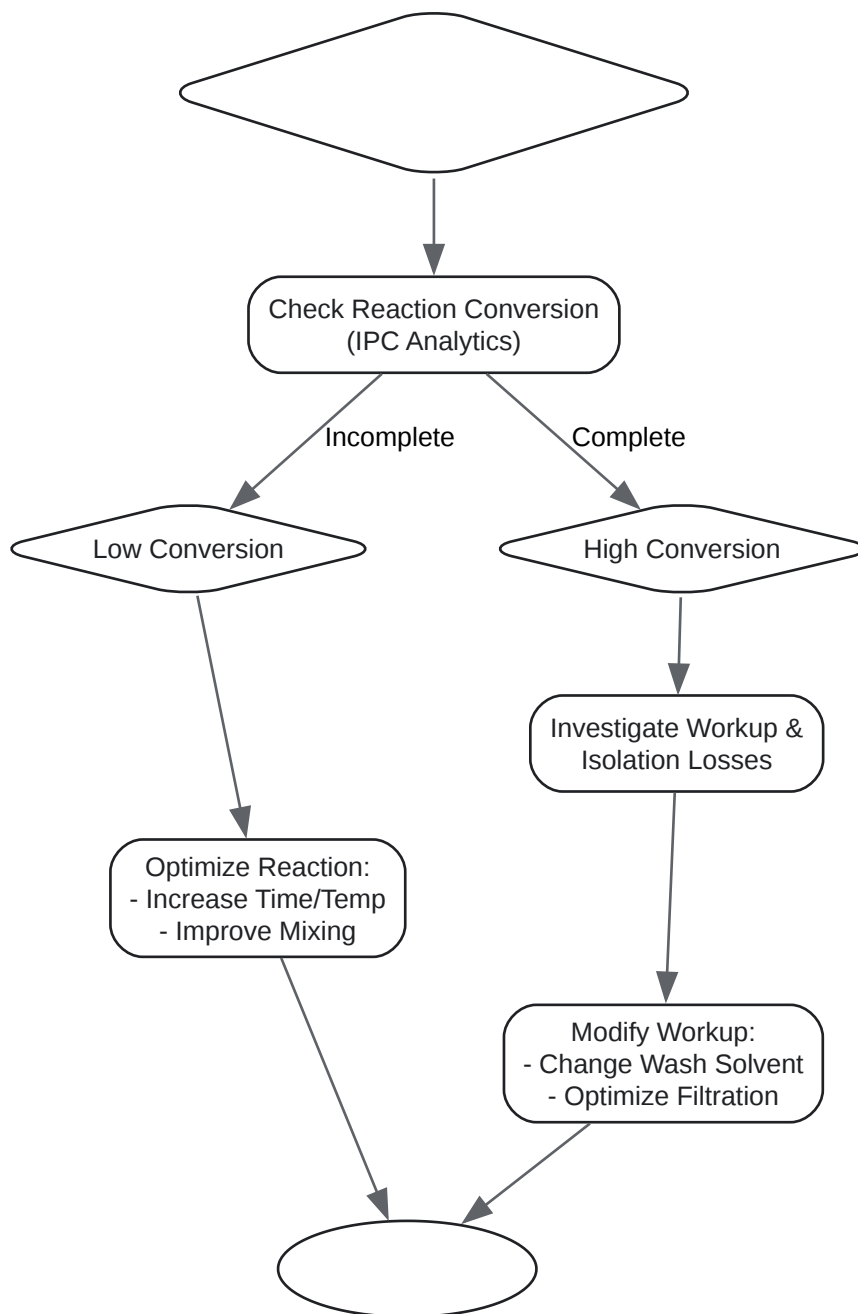 Check Reaction Conversion
(IPC Analytics)
Incomplete
Complete
Low Conversion
High Conversion
Investigate Workup &
Isolation Losses
Optimize Reaction:
- Increase Time/Temp
- Improve Mixing
Modify Workup:
- Change Wash Solvent
- Optimize Filtration